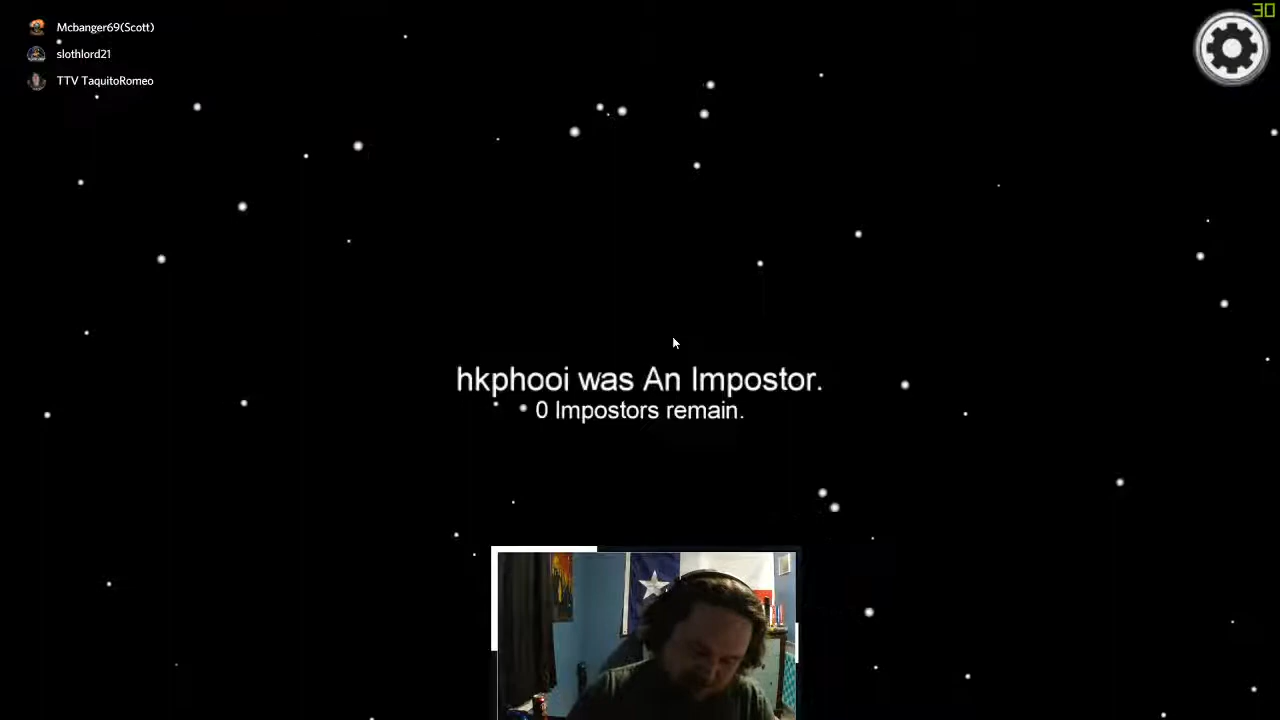 30
Mcbanger69(Scott)
slothlord21
TTV TaquitoRomeo
hkphooi was An Impostor.
0 Impostors remain.